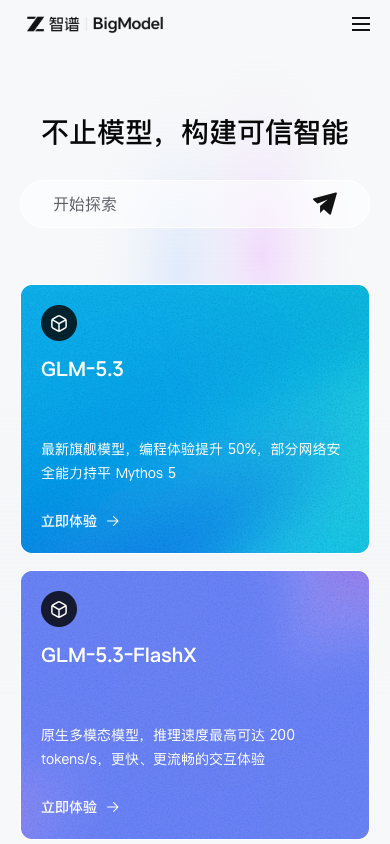 智谱 BigModel
不止模型，构建可信智能
开始探索
GLM-5.3
最新旗舰模型，编程体验提升 50%，部分网络安
全能力持平 Mythos 5
立即体验
GLM-5.3-FlashX
原生多模态模型，推理速度最高可达 200
tokens/s，更快、更流畅的交互体验
立即体验